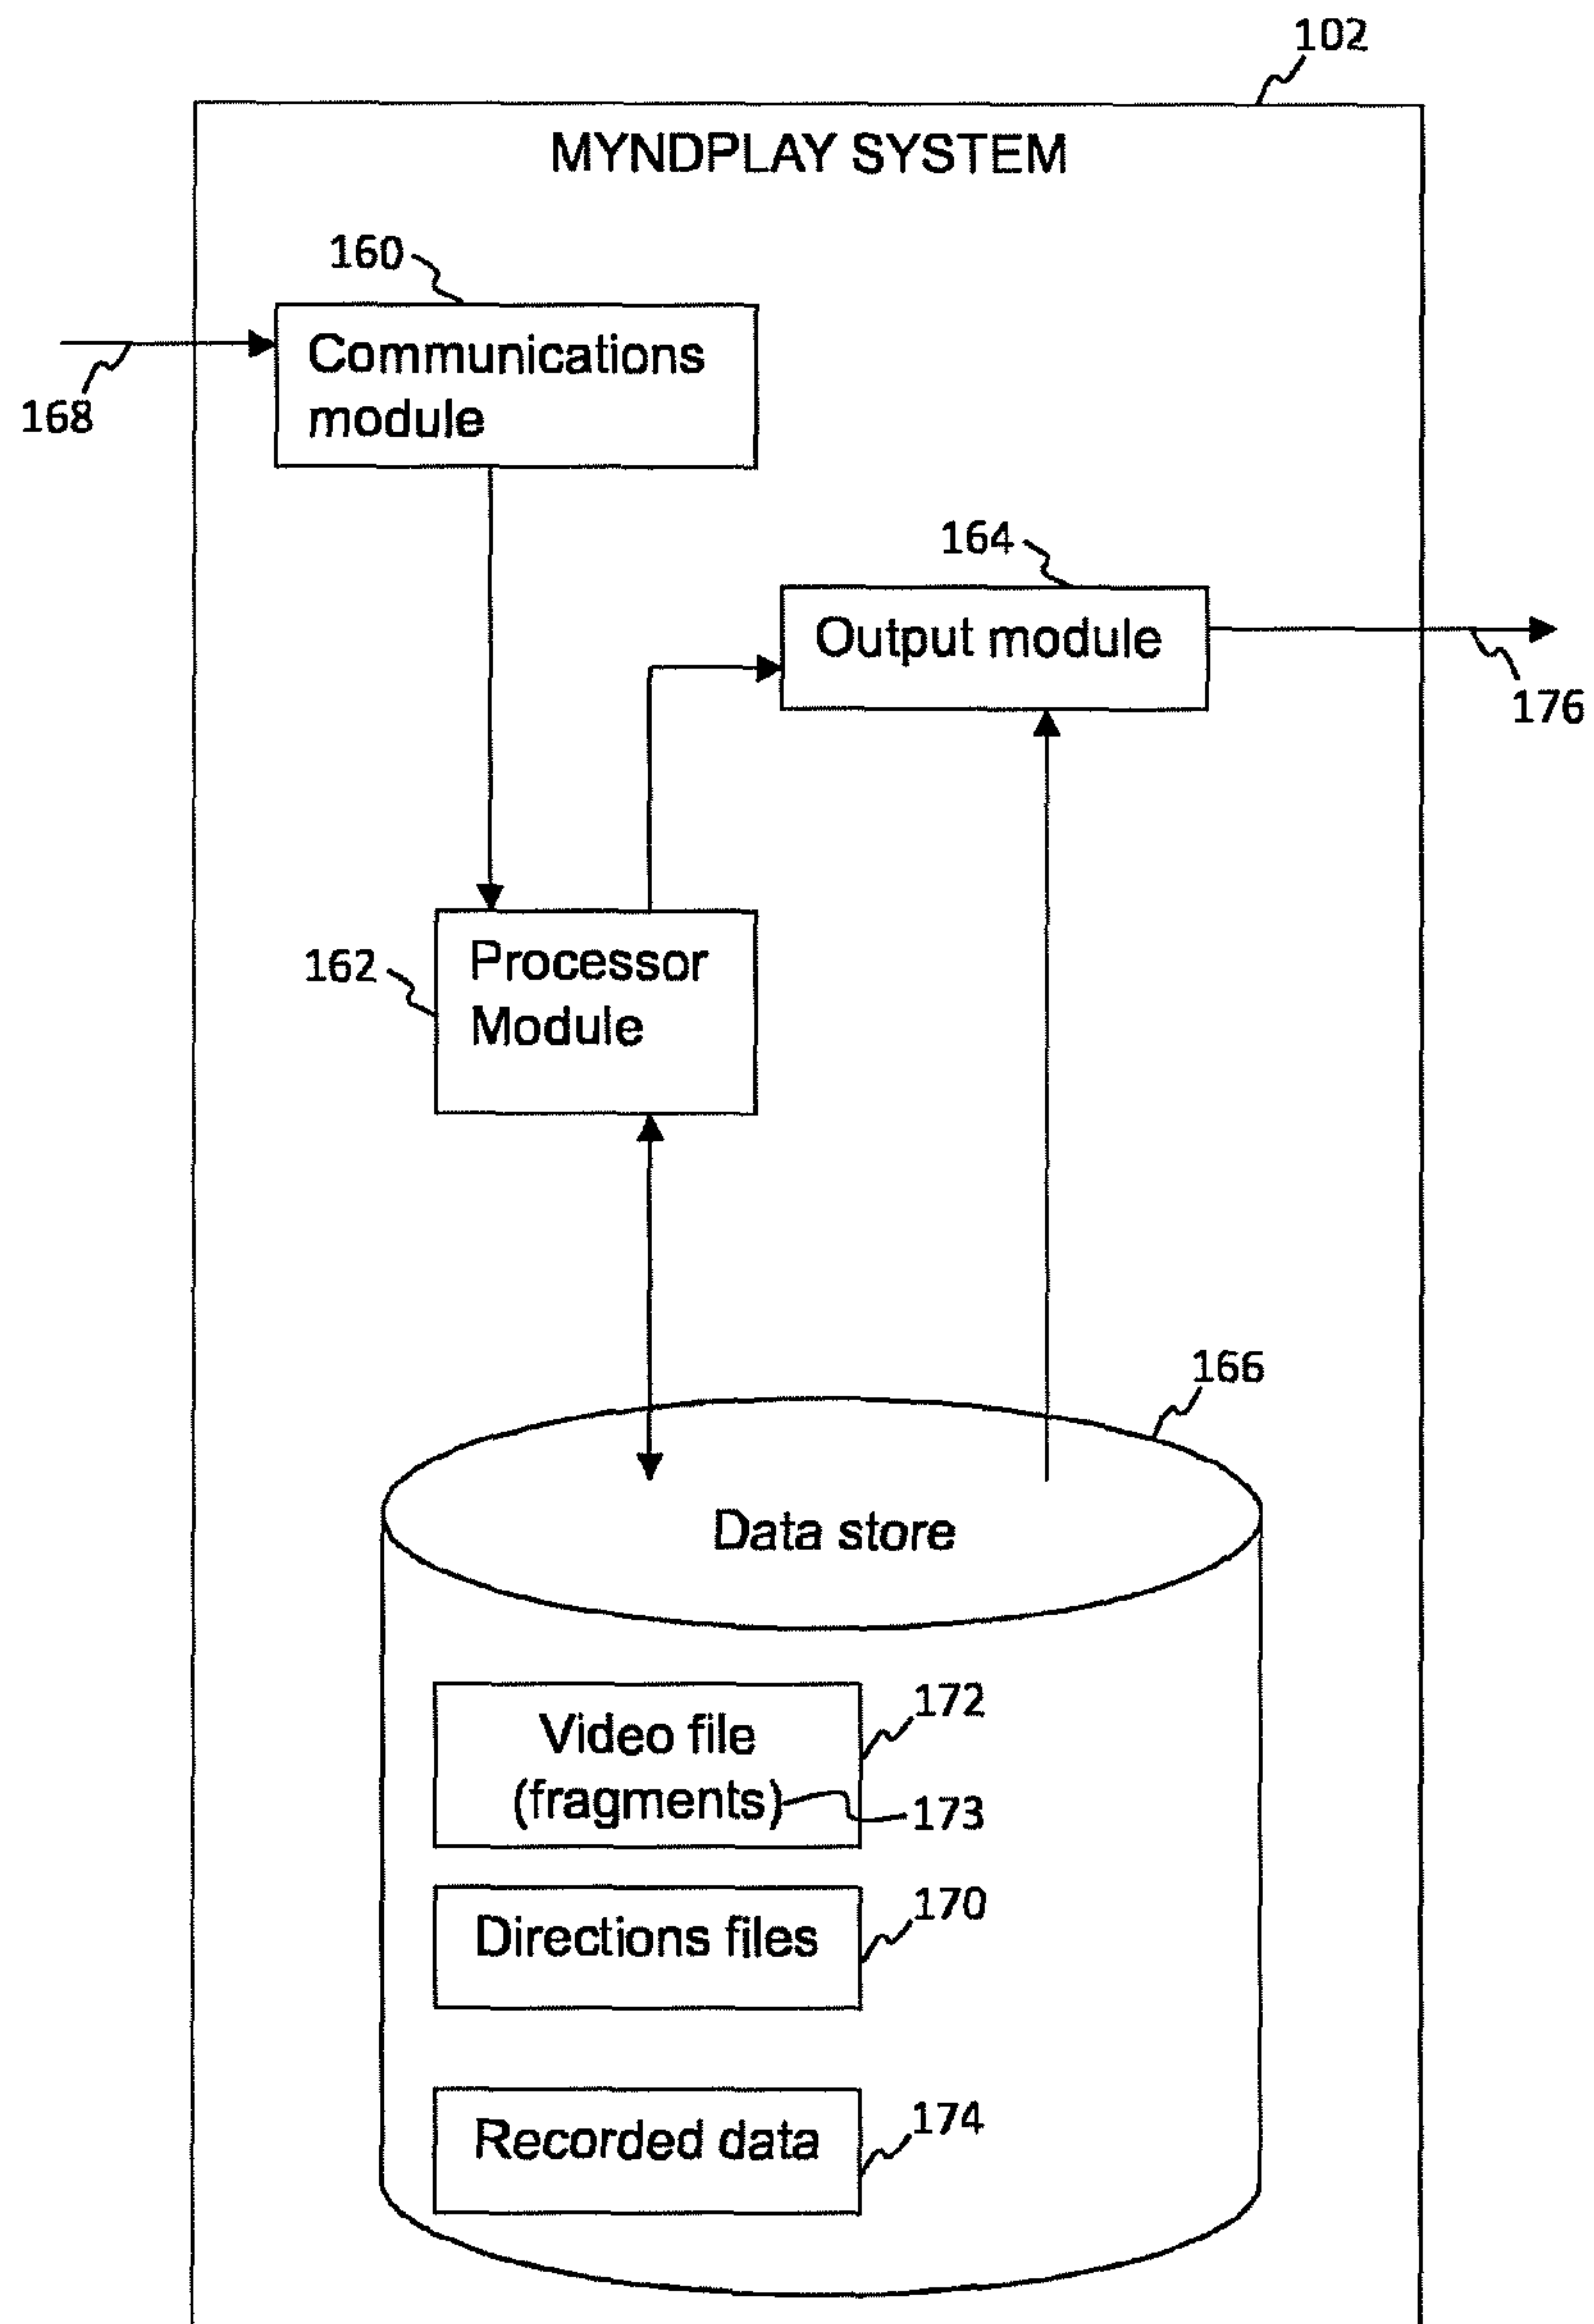 102
MYNDPLAY SYSTEM
160
Communications
module
168
164
Output module
176
162
Processor
Module
166
Data store
172
Video file
(fragments)
173
170
Directions files
174
Recorded data